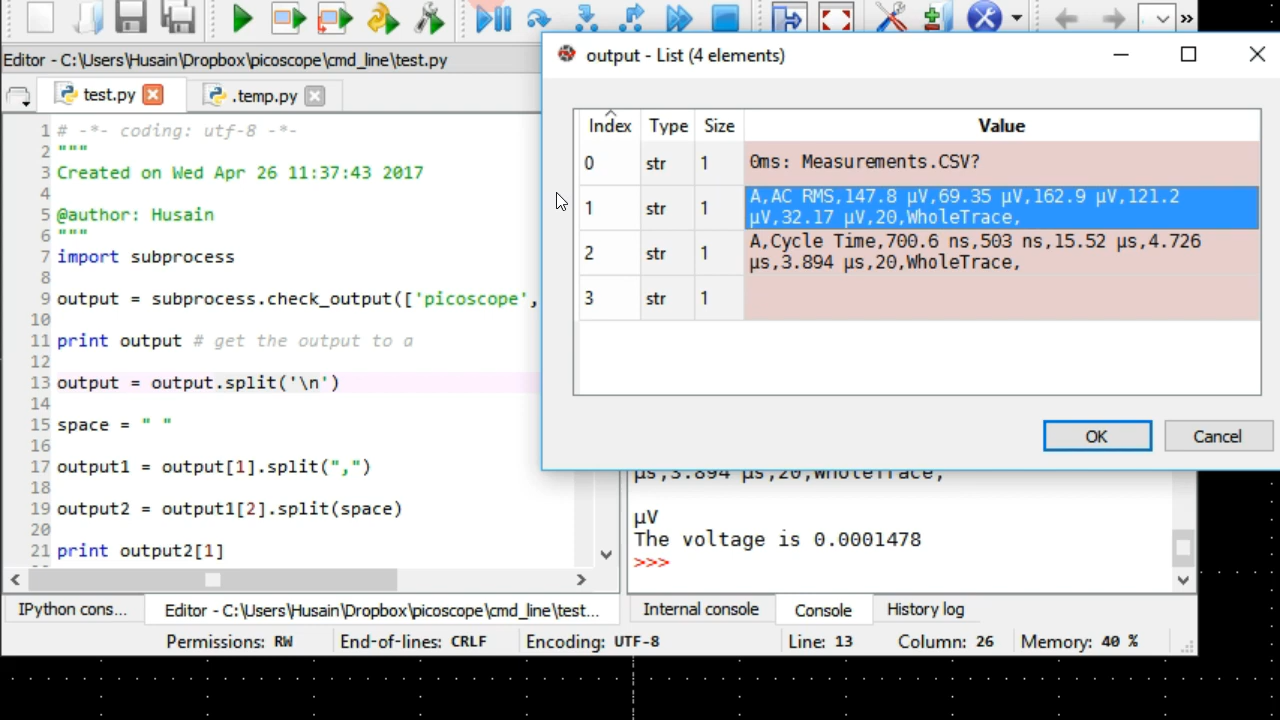 »
Editor - C:\Users\Husain\Dropbox\picoscope\cmd_line\test.py
test.py
.temp.py
1 # -*- coding: utf-8 -*-
2 """
3 Created on Wed Apr 26 11:37:43 2017
4
5 @author: Husain
6 """
7 import subprocess
8
9 output = subprocess.check_output(['picoscope',
10
11 print output # get the output to a
12
13 output = output.split('\n')
14
15 space = " "
16
17 output1 = output[1].split(",")
18
19 output2 = output1[2].split(space)
20
21 print output2[1]
output - List (4 elements)
Index Type Size Value
0 str 1 0ms: Measurements.CSV?
1 str 1 A,AC RMS,147.8 µV,69.35 µV,162.9 µV,121.2
µV,32.17 µV,20,WholeTrace,
2 str 1 A,Cycle Time,700.6 ns,503 ns,15.52 µs,4.726
µs,3.894 µs,20,WholeTrace,
3 str 1
OK Cancel
µs,3.894 µs,20,WholeTrace,
µV
The voltage is 0.0001478
>>>
IPython cons... Editor - C:\Users\Husain\Dropbox\picoscope\cmd_line\test...
Internal console Console History log
Permissions: RW End-of-lines: CRLF Encoding: UTF-8 Line: 13 Column: 26 Memory: 40 %